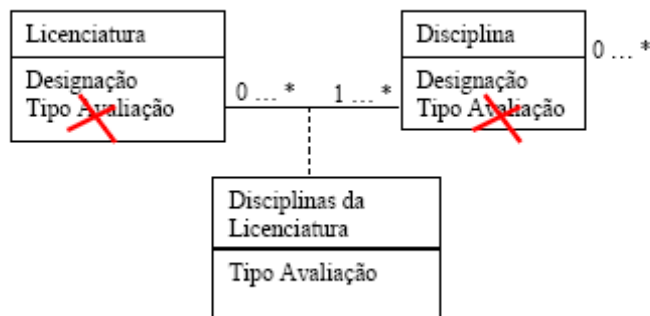 Licenciatura
Designação
Tipo Avaliação
0 ... *
1 ... *
Disciplina
Designação
Tipo Avaliação
0 ... *
Disciplinas da
Licenciatura
Tipo Avaliação